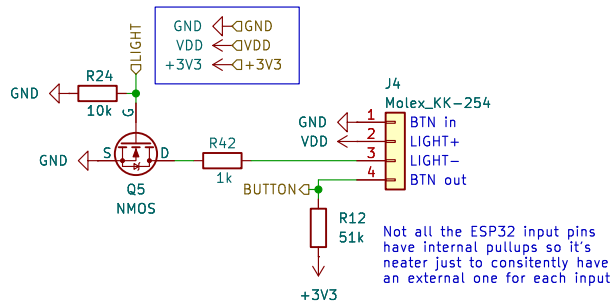 LIGHT
GND GND
VDD VDD
+3V3 +3V3
R24
GND
10k
G
GND
S D
Q5
NMOS
R42
1k
J4
Molex_KK-254
GND 1 BTN in
VDD 2 LIGHT+
3 LIGHT-
4 BTN out
BUTTON
R12
51k
+3V3
Not all the ESP32 input pins
have internal pullups so it's
neater just to consitently have
an external one for each input